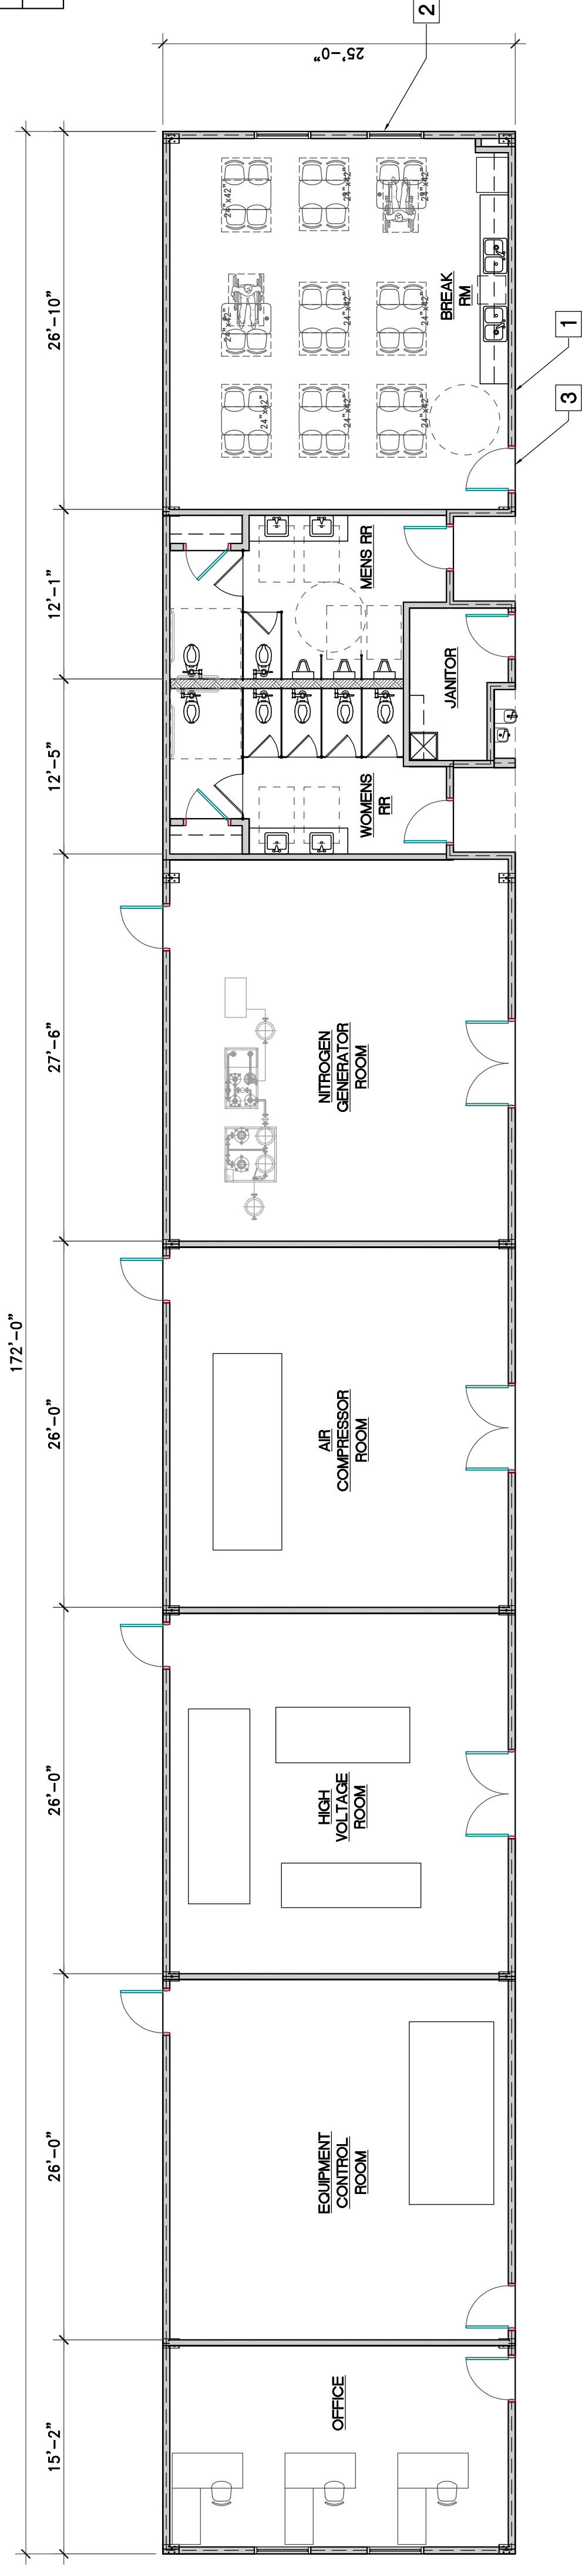 172'-0"
15'-2"
26'-0"
26'-0"
26'-0"
27'-6"
12'-5"
12'-1"
26'-10"
25'-0"
OFFICE
EQUIPMENT
CONTROL
ROOM
HIGH
VOLTAGE
ROOM
AIR
COMPRESSOR
ROOM
NITROGEN
GENERATOR
ROOM
WOMENS
RR
MENS RR
JANITOR
24"x42"
24"x42"
24"x42"
24"x42"
24"x42"
24"x42"
24"x42"
24"x42"
24"x42"
BREAK
RM
2
3
1